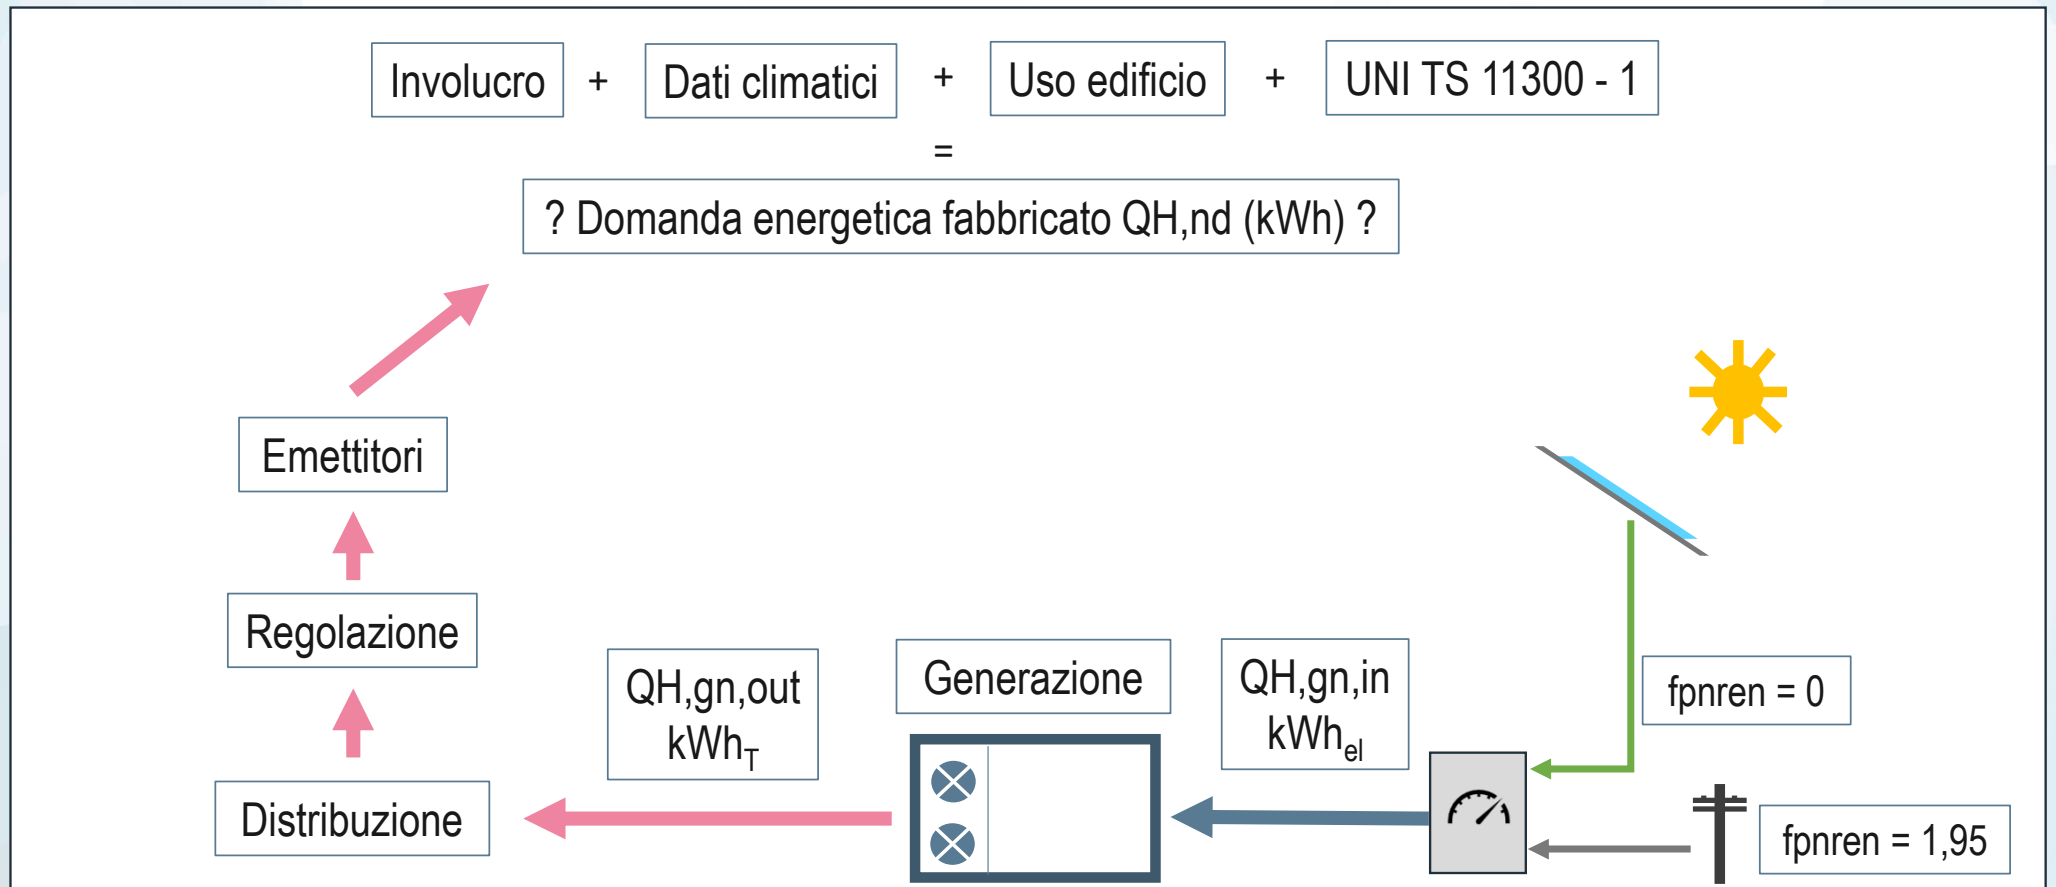 Involucro + Dati climatici + Uso edificio + UNI TS 11300 - 1
=
? Domanda energetica fabbricato QH,nd (kWh) ?
Emettitori
Regolazione
Distribuzione
QH,gn,out
kWhT
Generazione
QH,gn,in
kWhel
fpnren = 0
fpnren = 1,95